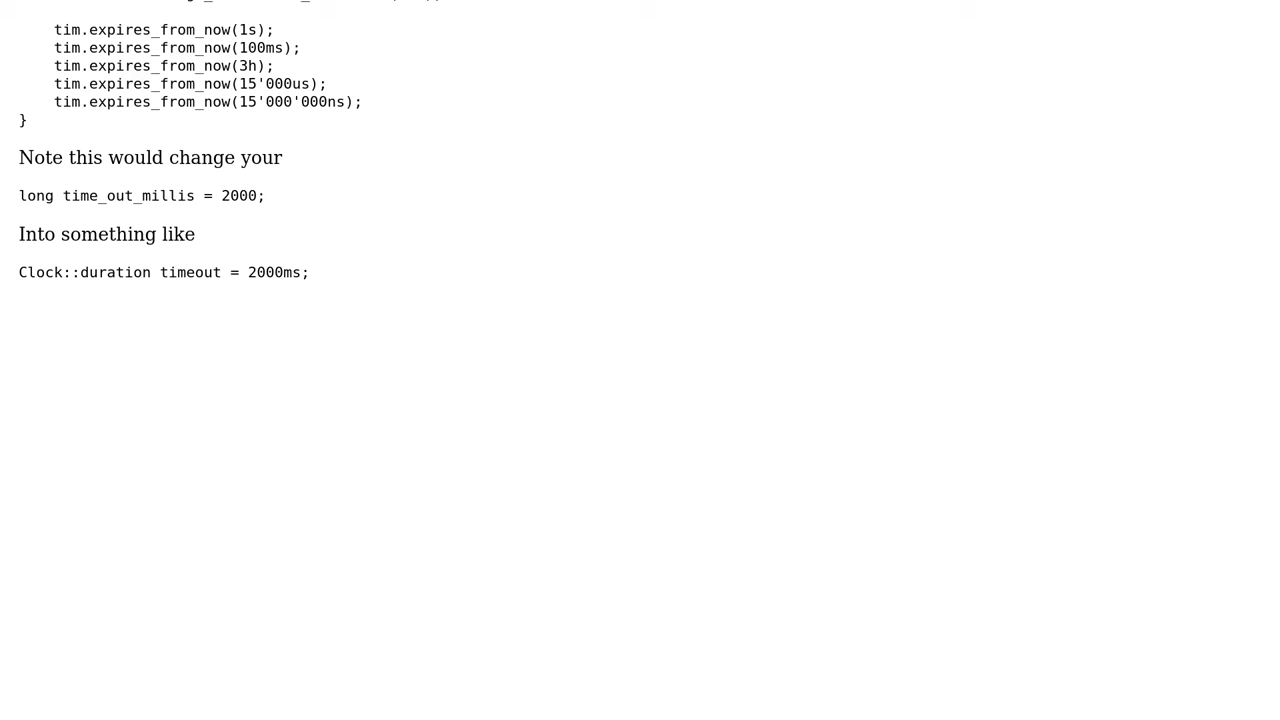 tim.expires_from_now(1s);
tim.expires_from_now(100ms);
tim.expires_from_now(3h);
tim.expires_from_now(15'000us);
tim.expires_from_now(15'000'000ns);
}
Note this would change your
long time_out_millis = 2000;
Into something like
Clock::duration timeout = 2000ms;